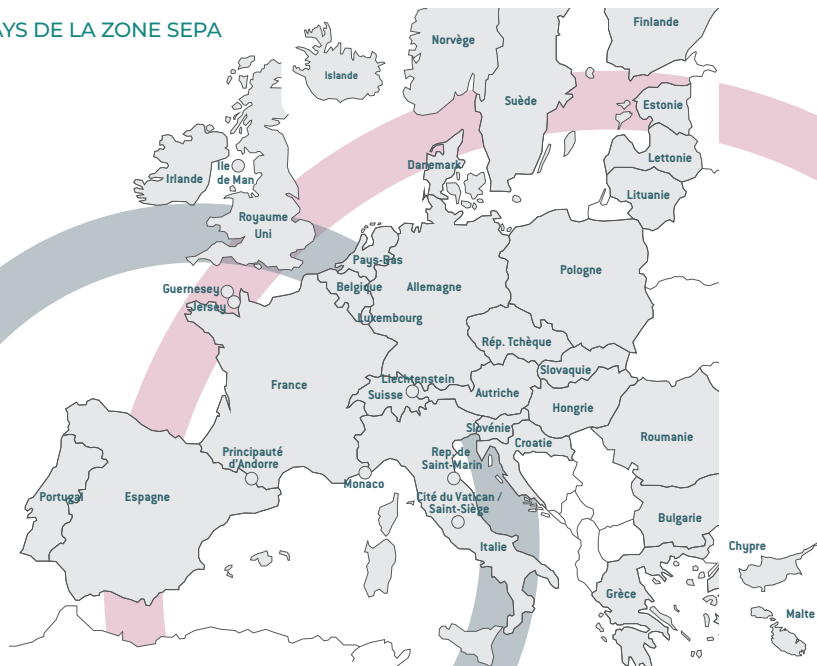 AYS DE LA ZONE SEPA
Finlande
Norvège
Islande
Suède
Estonie
Lettonie
Danemark
Ile
de Man
Irlande
Lituanie
Royaume
Uni
Pays-Bas
Pologne
Guernesey
Belgique
Allemagne
Jersey
Luxembourg
Rép. Tchèque
Slovaquie
Liechtenstein
France
Suisse
Autriche
Hongrie
Slovénie
Croatie
Roumanie
Principauté
d'Andorre
Rep. de
Saint-Marin
Monaco
Portugal
Espagne
Cité du Vatican /
Saint-Siège
Bulgarie
Italie
Chypre
Grèce
Malte